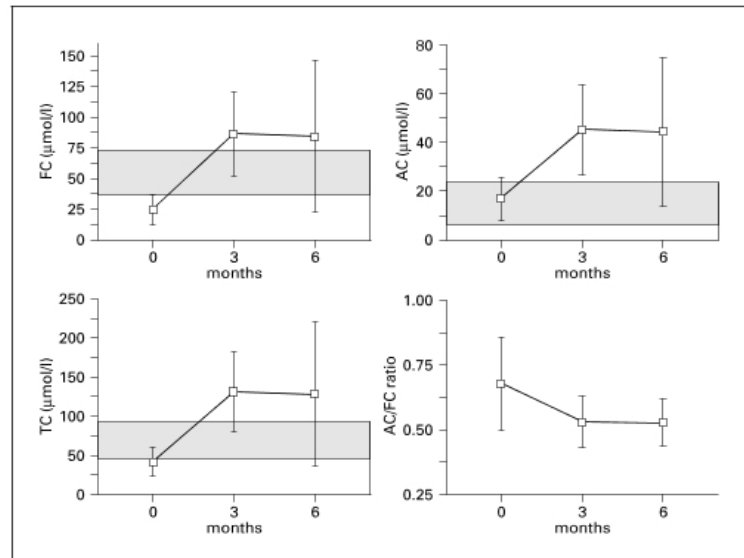 FC (μmol/l)
150
125
100
75
50
25
0
0 3 6
months
AC (μmol/l)
80
60
40
20
0
0 3 6
months
TC (μmol/l)
250
200
150
100
50
0
0 3 6
months
AC/FC ratio
1.00
0.75
0.50
0.25
0 3 6
months